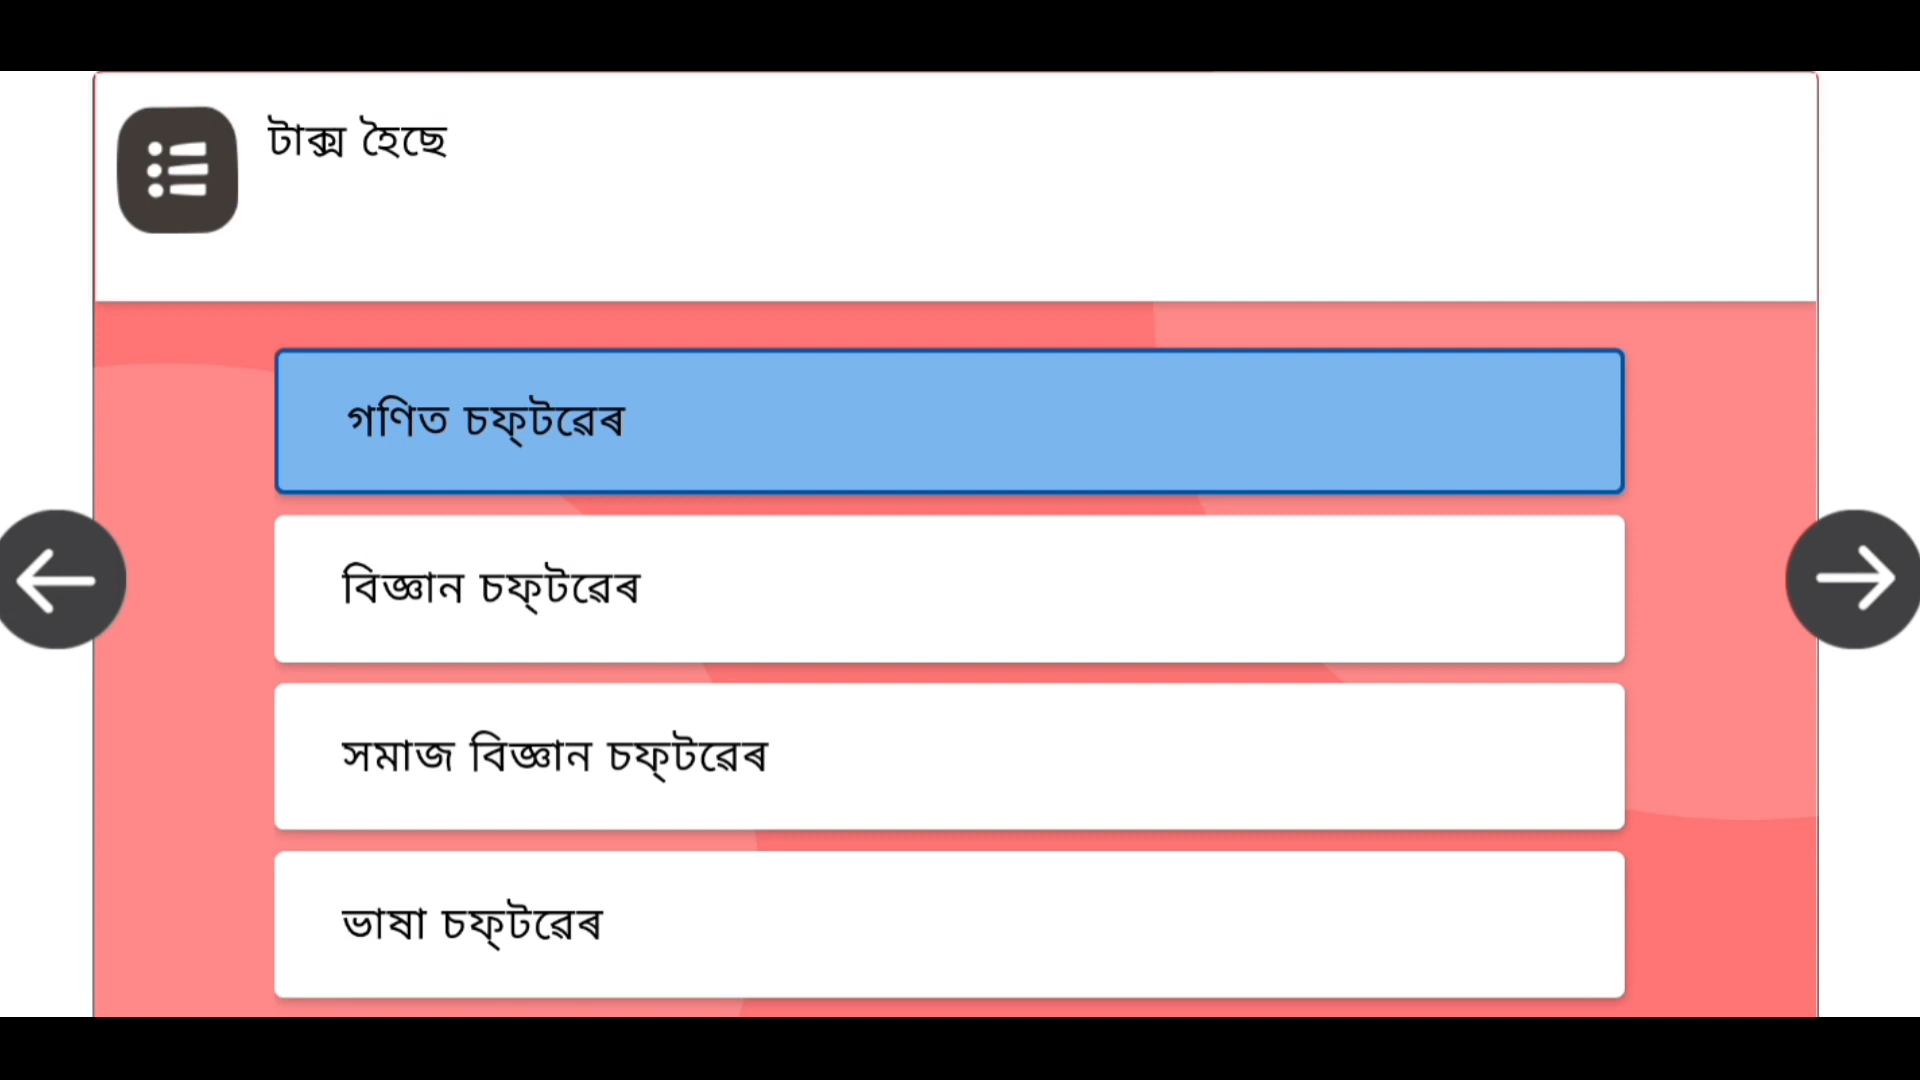 টাক্স হৈছে
গণিত চফ্‌টৱেৰ
বিজ্ঞান চফ্‌টৱেৰ
সমাজ বিজ্ঞান চফ্‌টৱেৰ
ভাষা চফ্‌টৱেৰ